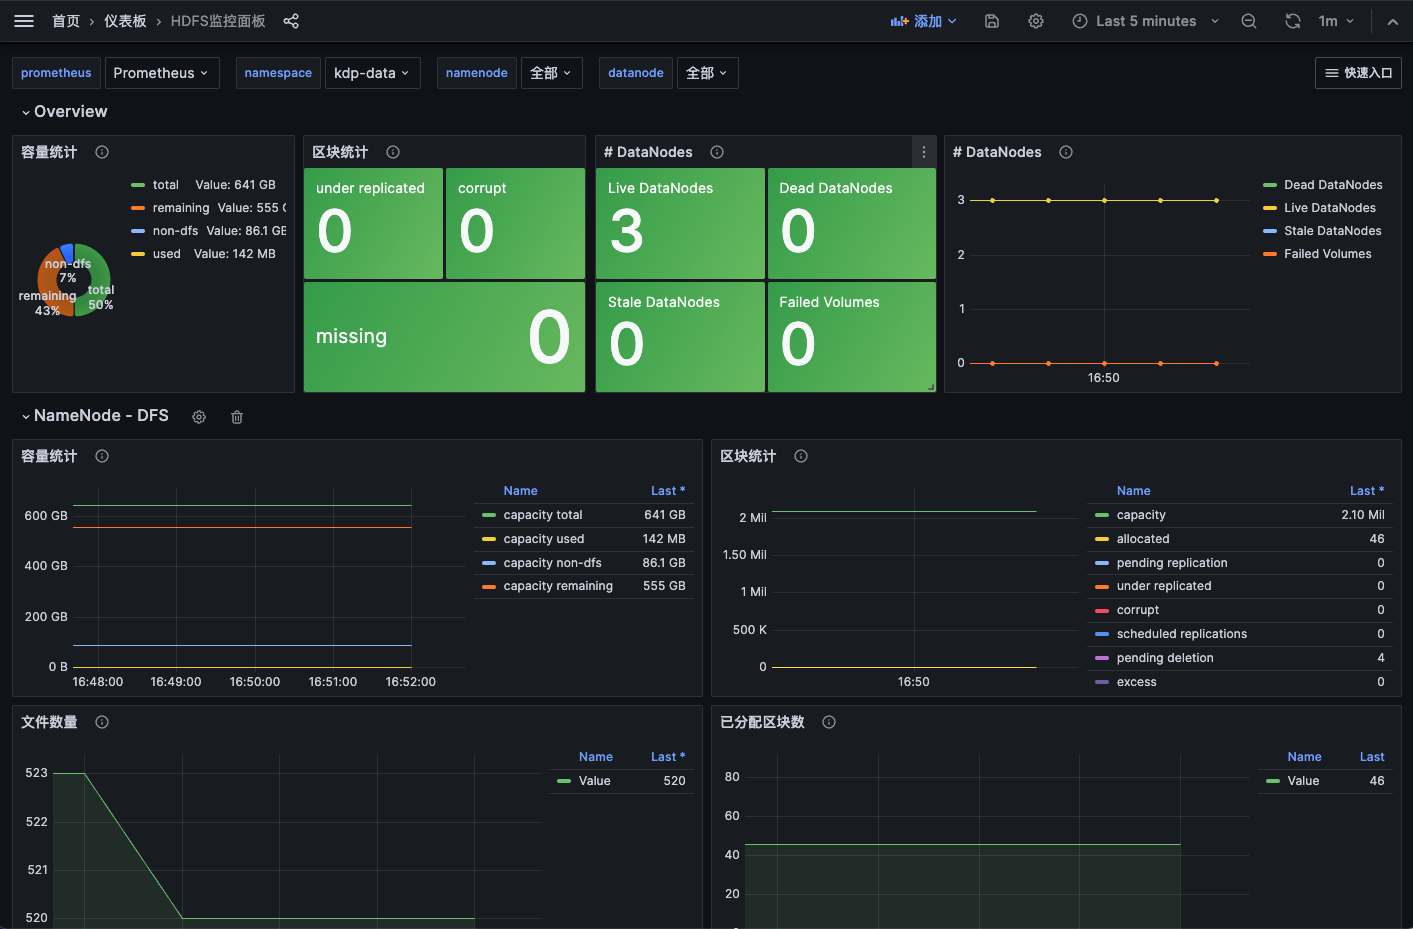 首页 › 仪表板 › HDFS监控面板
添加
Last 5 minutes
1m
prometheus Prometheus
namespace kdp-data
namenode 全部
datanode 全部
快速入口
Overview
容量统计
total Value: 641 GB
remaining Value: 555 G
non-dfs Value: 86.1 GB
used Value: 142 MB
non-dfs
7%
remaining
43%
total
50%
区块统计
under replicated
0
corrupt
0
missing
0
# DataNodes
Live DataNodes
3
Dead DataNodes
0
Stale DataNodes
0
Failed Volumes
0
# DataNodes
3
2
1
0
16:50
Dead DataNodes
Live DataNodes
Stale DataNodes
Failed Volumes
NameNode - DFS
容量统计
600 GB
400 GB
200 GB
0 B
16:48:00 16:49:00 16:50:00 16:51:00 16:52:00
Name Last *
capacity total 641 GB
capacity used 142 MB
capacity non-dfs 86.1 GB
capacity remaining 555 GB
区块统计
2 Mil
1.50 Mil
1 Mil
500 K
0
16:50
Name Last *
capacity 2.10 Mil
allocated 46
pending replication 0
under replicated 0
corrupt 0
scheduled replications 0
pending deletion 4
excess 0
文件数量
523
522
521
520
Name Last *
Value 520
已分配区块数
80
60
40
20
Name Last
Value 46